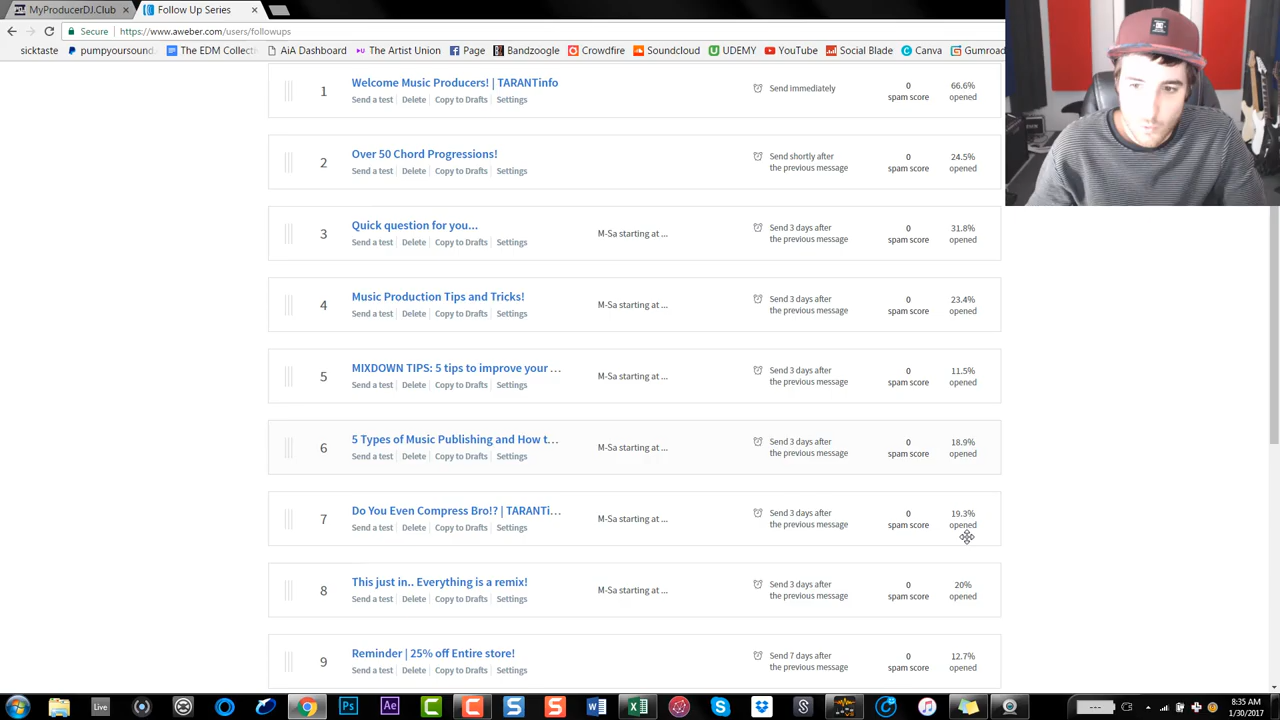 MyProducerDJ.Club
Follow Up Series
Secure
https://www.aweber.com/users/followups
sicktaste
pumpyoursound
The EDM Collecti
AiA Dashboard
The Artist Union
Page
Bandzoogle
Crowdfire
Soundcloud
UDEMY
YouTube
Social Blade
Canva
Gumroad
1
Welcome Music Producers! | TARANTinfo
Send a test
Delete
Copy to Drafts
Settings
Send immediately
0
spam score
66.6%
opened
2
Over 50 Chord Progressions!
Send a test
Delete
Copy to Drafts
Settings
Send shortly after
the previous message
0
spam score
24.5%
opened
3
Quick question for you...
Send a test
Delete
Copy to Drafts
Settings
M-Sa starting at ...
Send 3 days after
the previous message
0
spam score
31.8%
opened
4
Music Production Tips and Tricks!
Send a test
Delete
Copy to Drafts
Settings
M-Sa starting at ...
Send 3 days after
the previous message
0
spam score
23.4%
opened
5
MIXDOWN TIPS: 5 tips to improve your ...
Send a test
Delete
Copy to Drafts
Settings
M-Sa starting at ...
Send 3 days after
the previous message
0
spam score
11.5%
opened
6
5 Types of Music Publishing and How t...
Send a test
Delete
Copy to Drafts
Settings
M-Sa starting at ...
Send 3 days after
the previous message
0
spam score
18.9%
opened
7
Do You Even Compress Bro!? | TARANTi...
Send a test
Delete
Copy to Drafts
Settings
M-Sa starting at ...
Send 3 days after
the previous message
0
spam score
19.3%
opened
8
This just in.. Everything is a remix!
Send a test
Delete
Copy to Drafts
Settings
M-Sa starting at ...
Send 3 days after
the previous message
0
spam score
20%
opened
9
Reminder | 25% off Entire store!
Send a test
Delete
Copy to Drafts
Settings
Send 7 days after
the previous message
0
spam score
12.7%
opened
Live
Ps
Ae
8:35 AM
1/30/2017